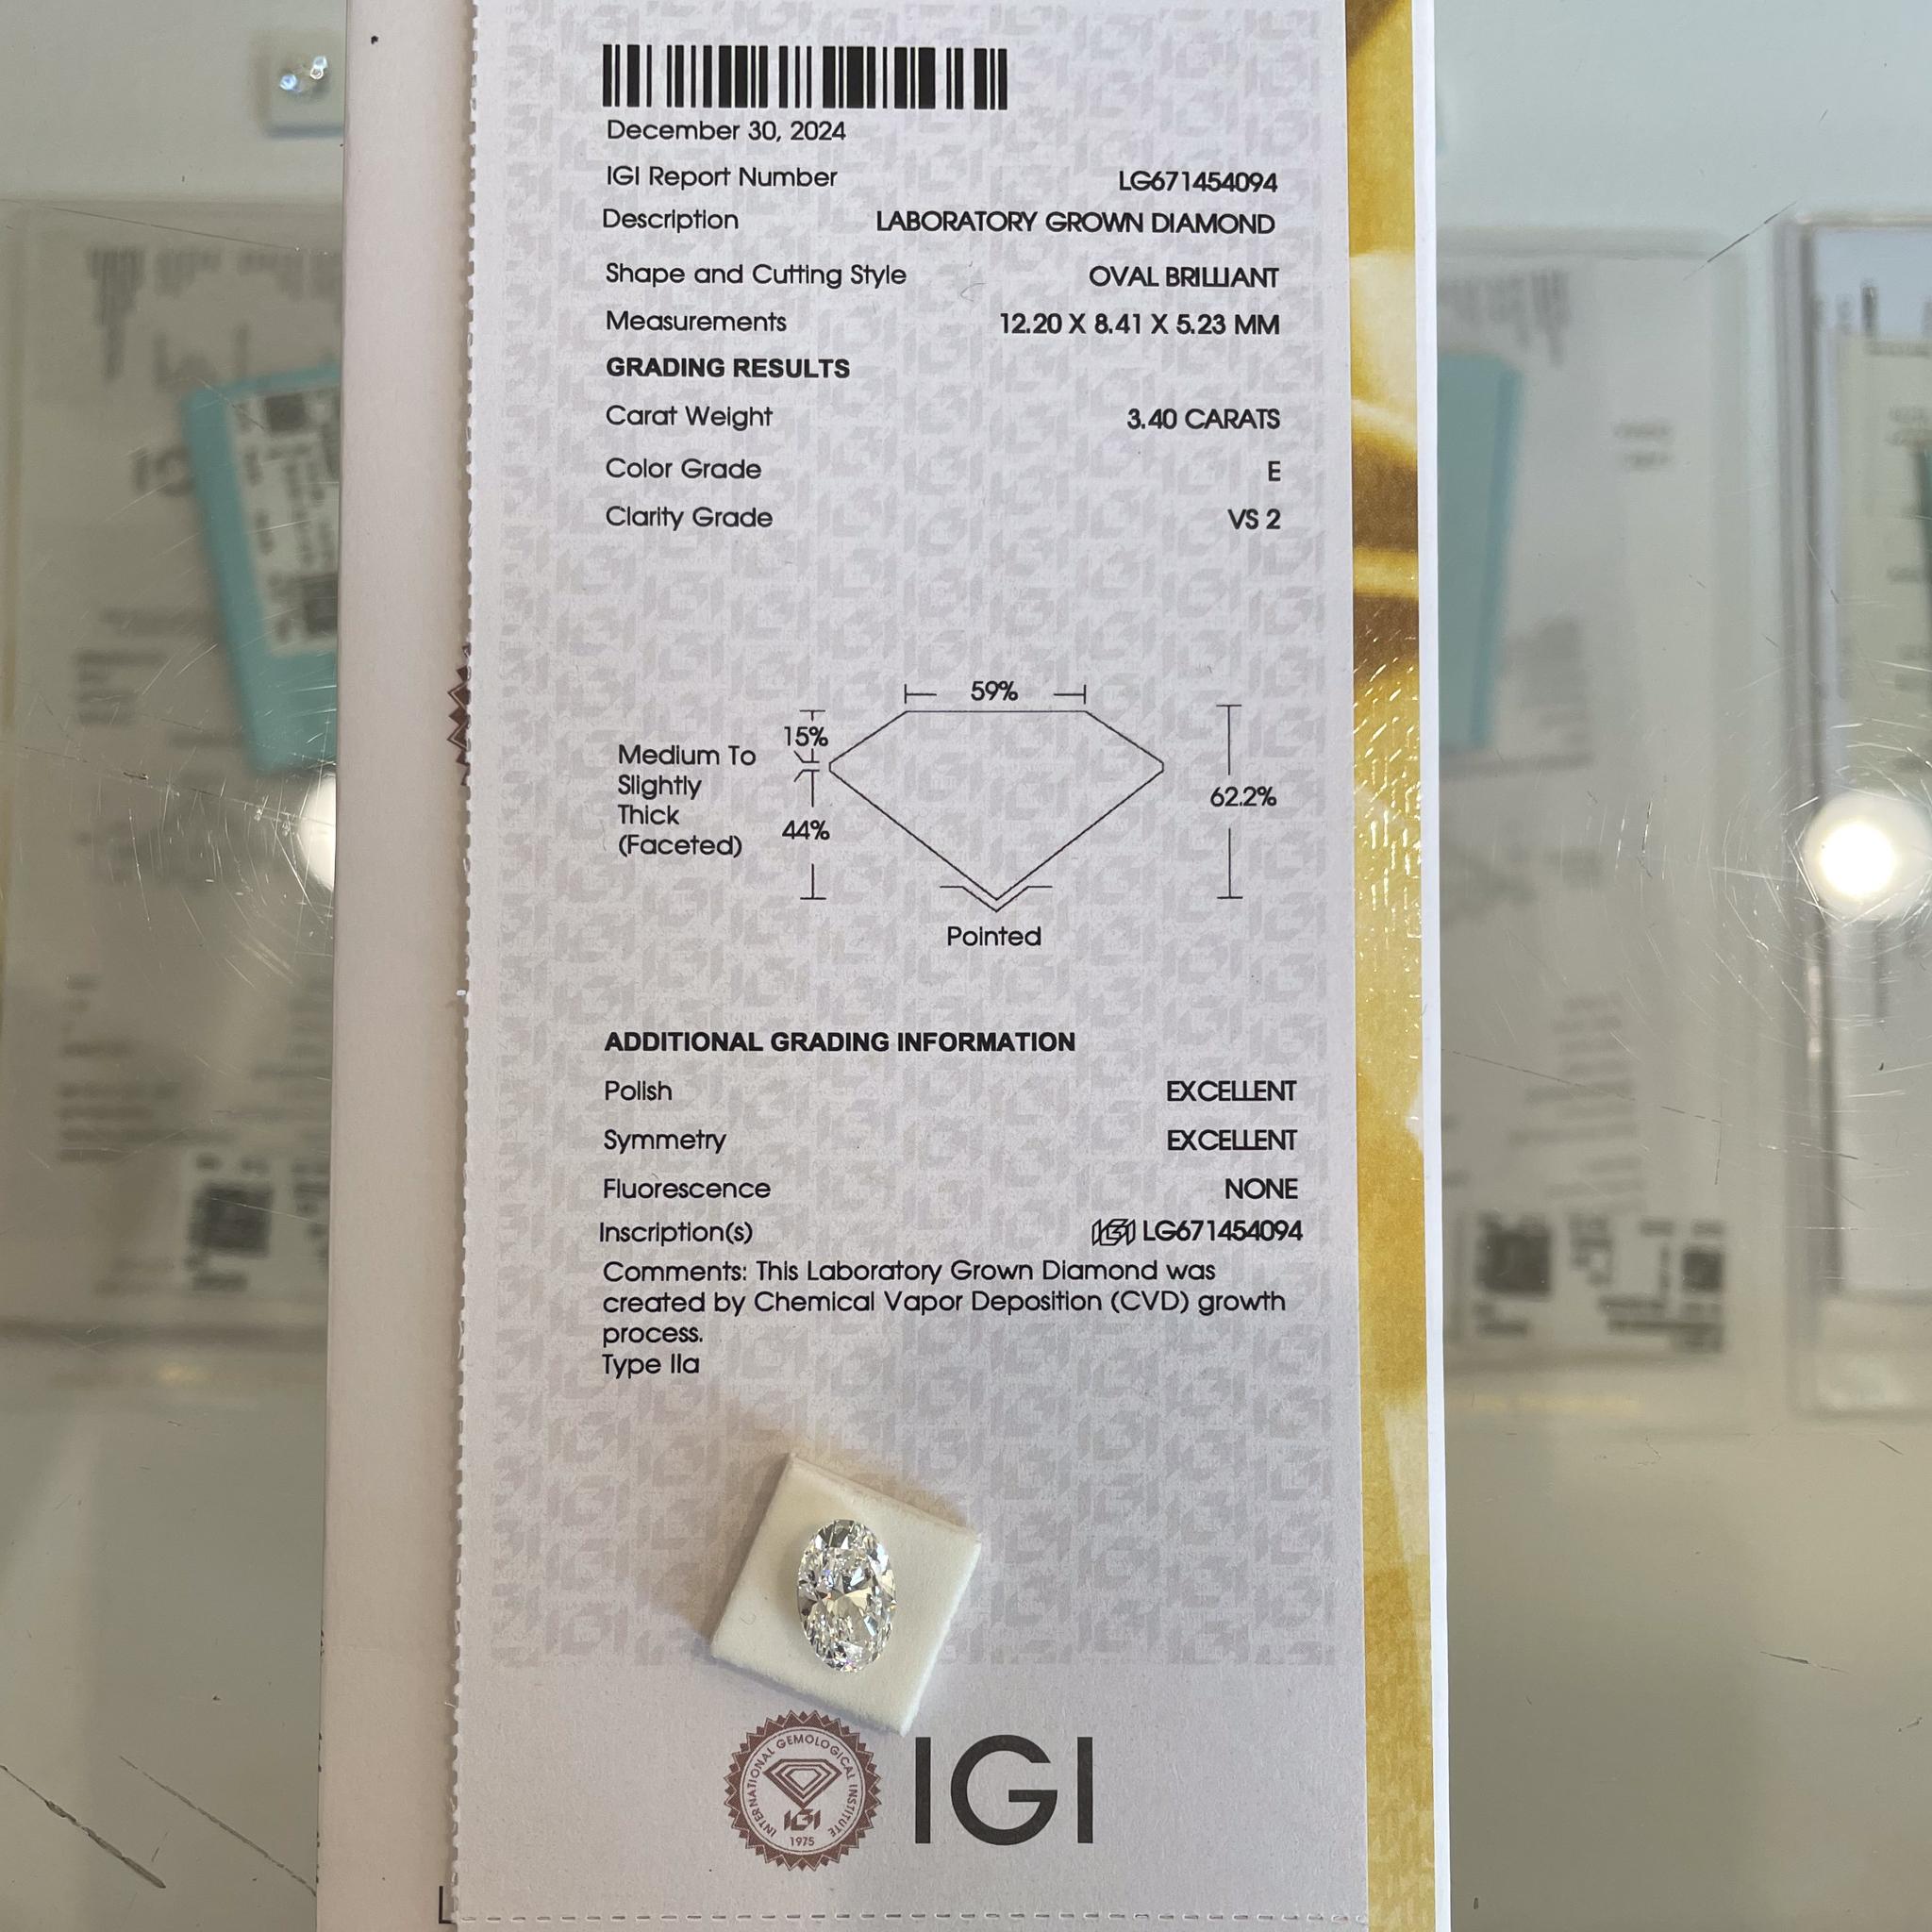 December 30, 2024
IGI Report Number LG671454094
Description LABORATORY GROWN DIAMOND
Shape and Cutting Style OVAL BRILLIANT
Measurements 12.20 X 8.41 X 5.23 MM
GRADING RESULTS
Carat Weight 3.40 CARATS
Color Grade E
Clarity Grade VS 2
59%
15%
Medium To
Slightly
Thick
(Faceted)
44%
62.2%
Pointed
ADDITIONAL GRADING INFORMATION
Polish EXCELLENT
Symmetry EXCELLENT
Fluorescence NONE
Inscription(s) IGI LG671454094
Comments: This Laboratory Grown Diamond was
created by Chemical Vapor Deposition (CVD) growth
process.
Type IIa
INTERNATIONAL GEMOLOGICAL INSTITUTE
IGI
1975
IGI